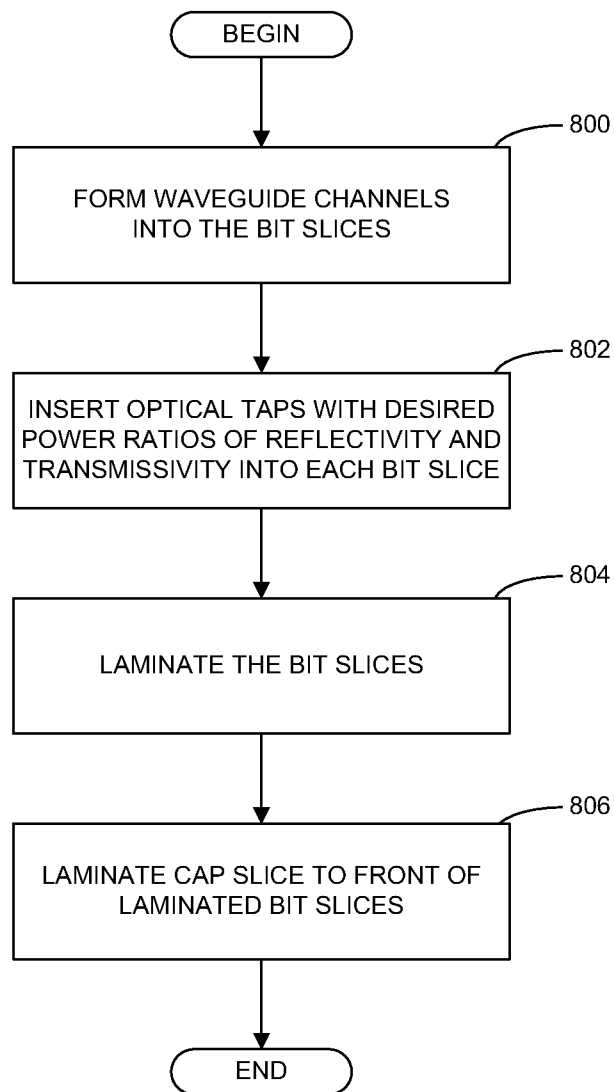 BEGIN
800
FORM WAVEGUIDE CHANNELS
INTO THE BIT SLICES
802
INSERT OPTICAL TAPS WITH DESIRED
POWER RATIOS OF REFLECTIVITY AND
TRANSMISSIVITY INTO EACH BIT SLICE
804
LAMINATE THE BIT SLICES
806
LAMINATE CAP SLICE TO FRONT OF
LAMINATED BIT SLICES
END